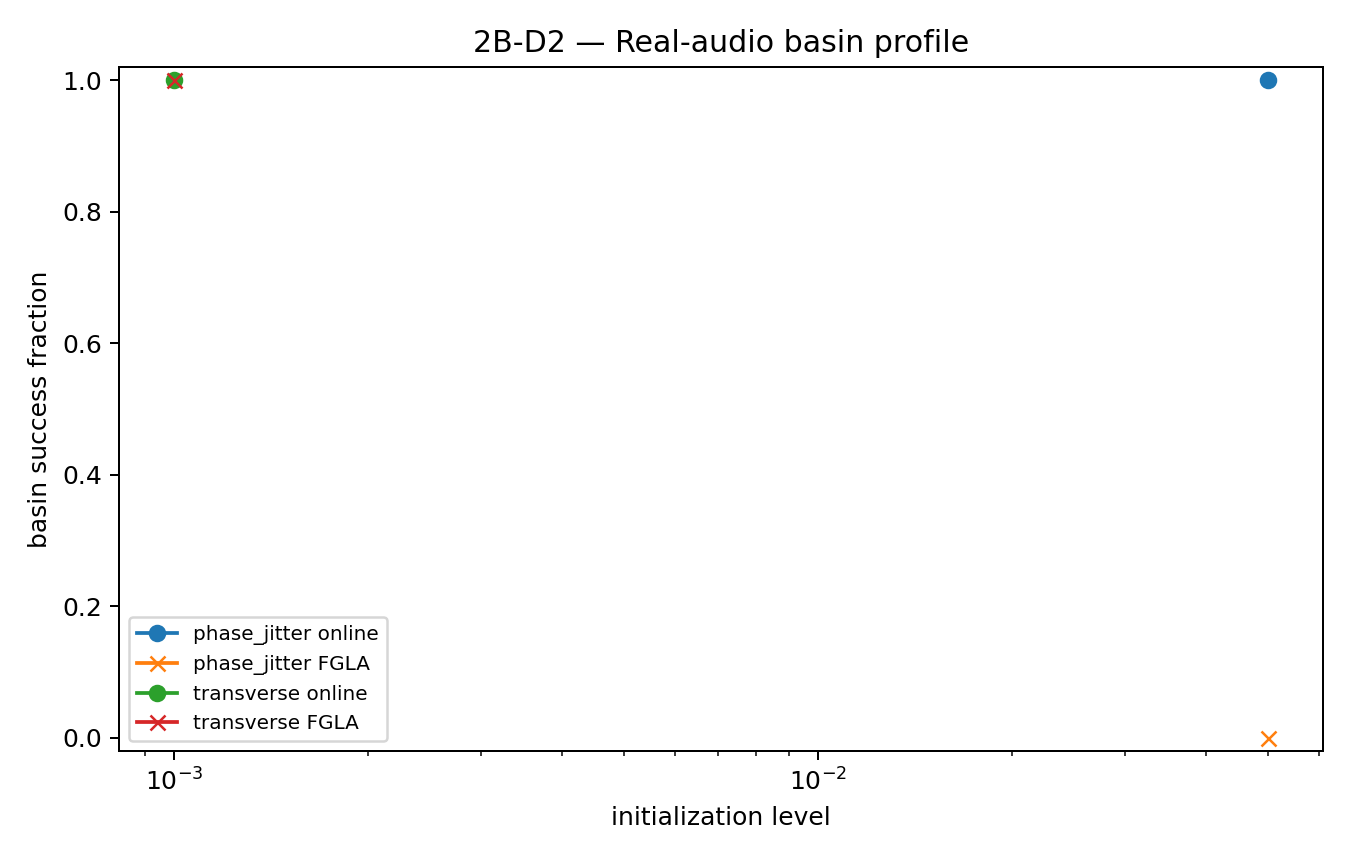 2B-D2 — Real-audio basin profile
1.0
0.8
0.6
0.4
0.2
0.0
basin success fraction
phase_jitter online
phase_jitter FGLA
transverse online
transverse FGLA
10⁻³
10⁻²
initialization level